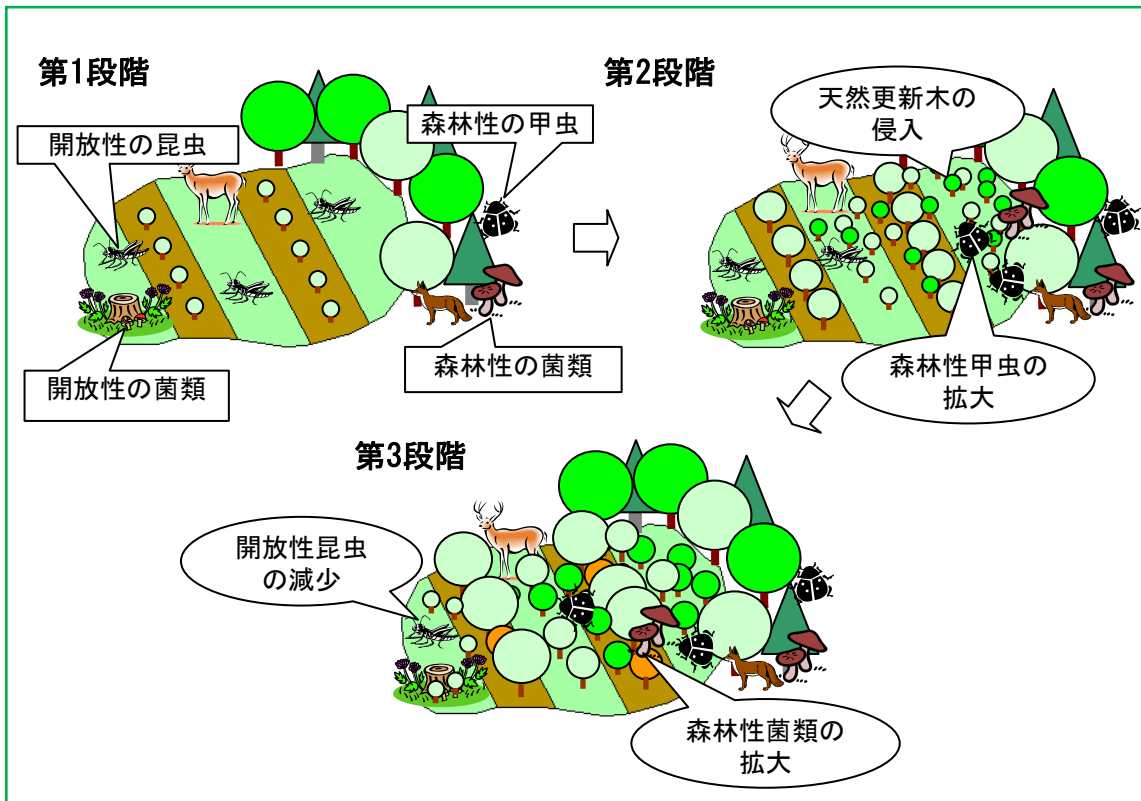 第1段階
開放性の昆虫
森林性の甲虫
開放性の菌類
森林性の菌類
第2段階
天然更新木の
侵入
森林性甲虫の
拡大
第3段階
開放性昆虫
の減少
森林性菌類の
拡大